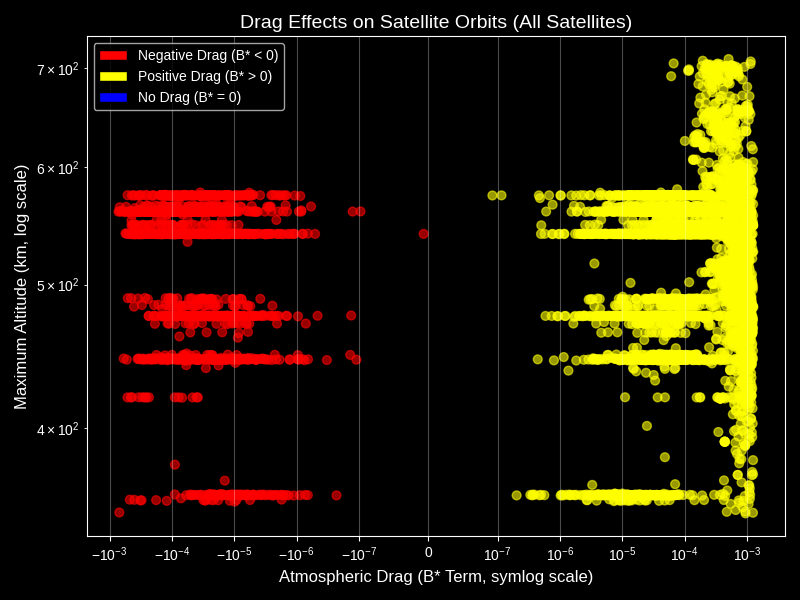 Drag Effects on Satellite Orbits (All Satellites)
Negative Drag (B* < 0)
Positive Drag (B* > 0)
No Drag (B* = 0)
Maximum Altitude (km, log scale)
7 × 10²
6 × 10²
5 × 10²
4 × 10²
−10⁻³ −10⁻⁴ −10⁻⁵ −10⁻⁶ −10⁻⁷ 0 10⁻⁷ 10⁻⁶ 10⁻⁵ 10⁻⁴ 10⁻³
Atmospheric Drag (B* Term, symlog scale)